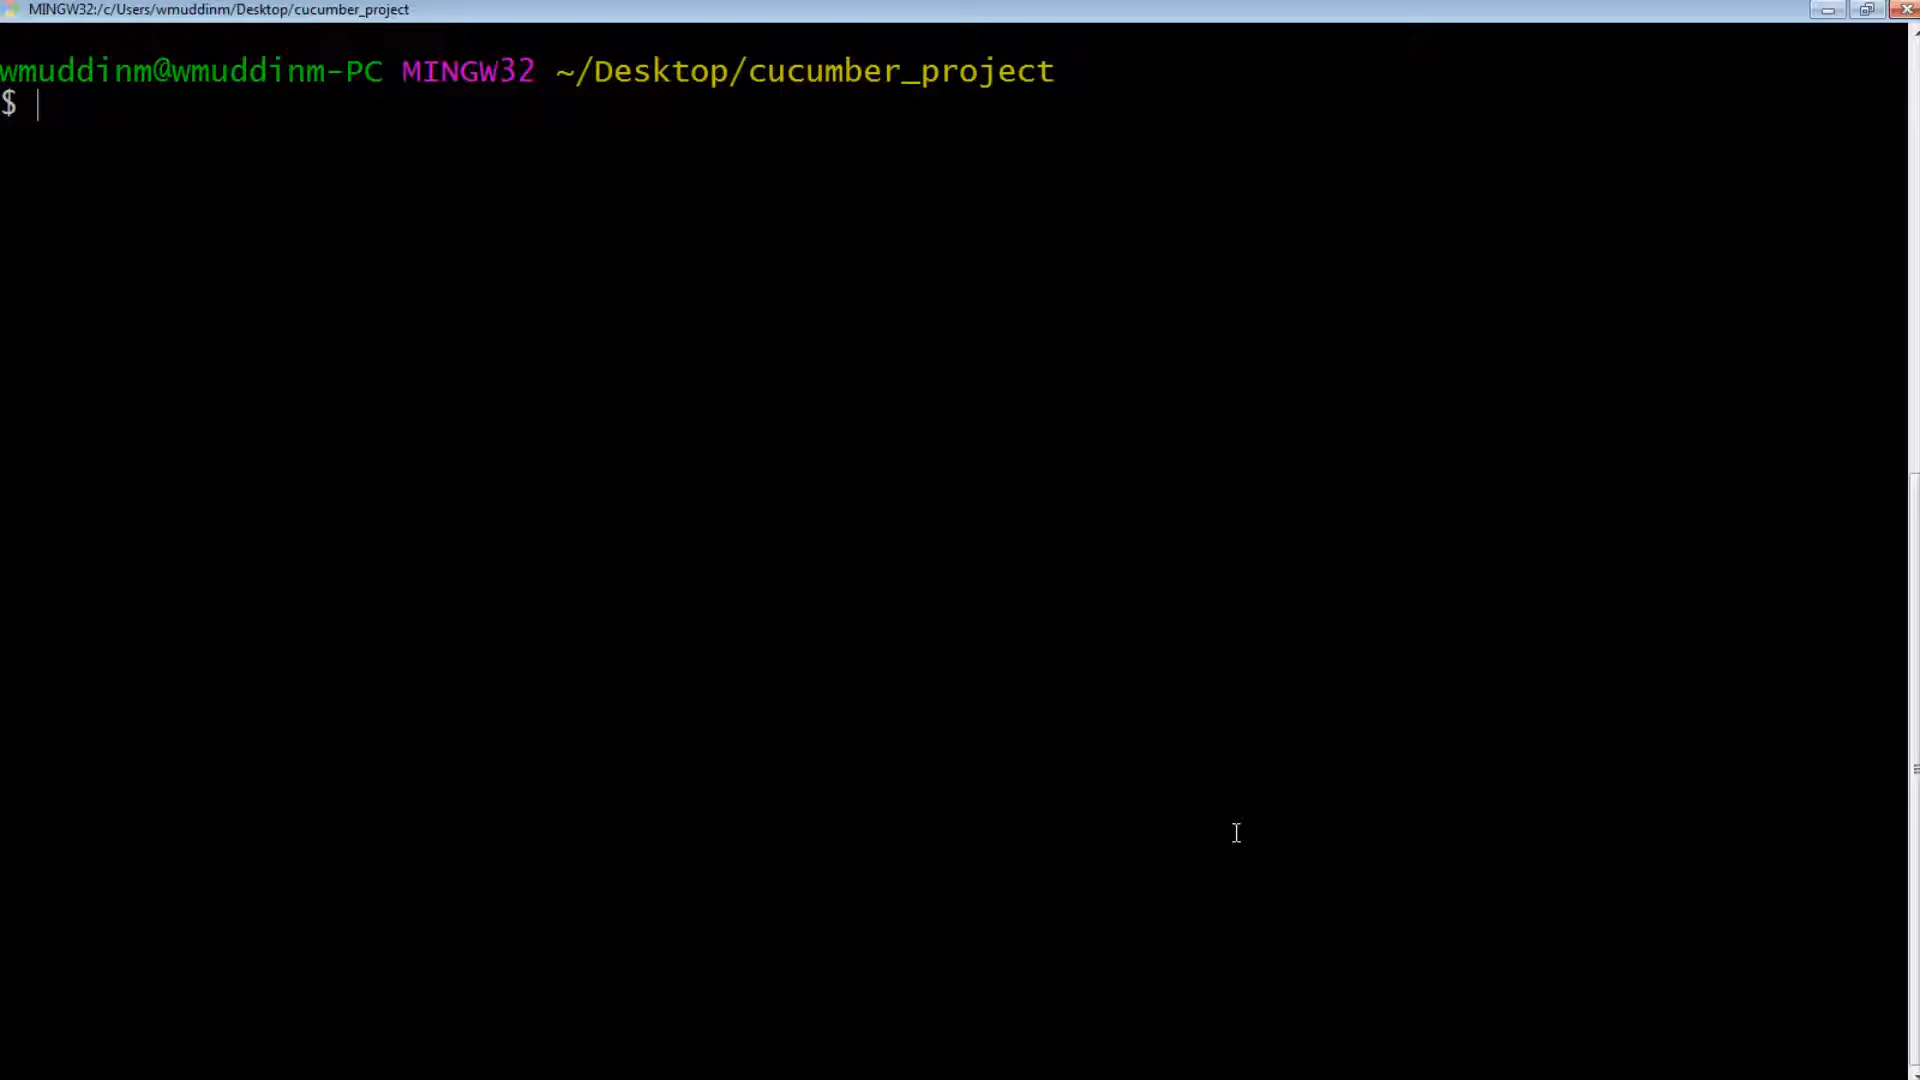 MINGW32:/c/Users/wmuddinm/Desktop/cucumber_project
wmuddinm@wmuddinm-PC MINGW32 ~/Desktop/cucumber_project
$